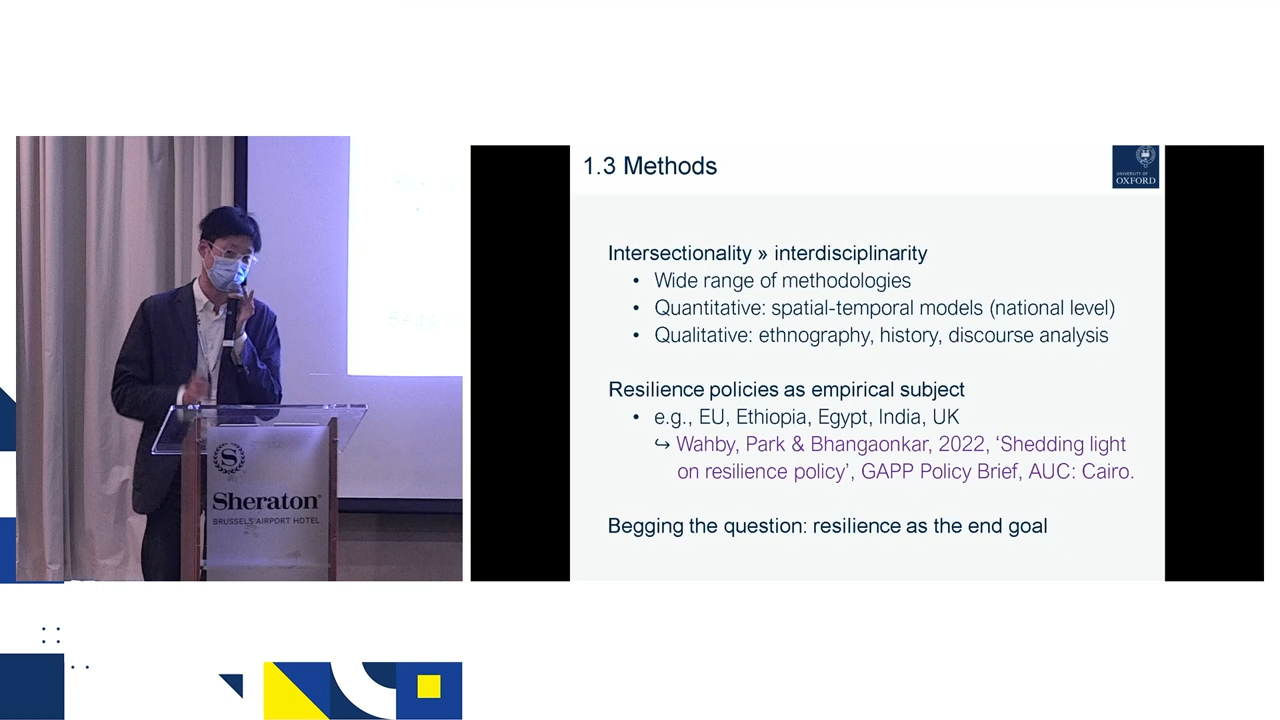 1.3 Methods
UNIVERSITY OF
OXFORD
Intersectionality » interdisciplinarity
• Wide range of methodologies
• Quantitative: spatial-temporal models (national level)
• Qualitative: ethnography, history, discourse analysis
Resilience policies as empirical subject
• e.g., EU, Ethiopia, Egypt, India, UK
↪ Wahby, Park & Bhangaonkar, 2022, ‘Shedding light
on resilience policy’, GAPP Policy Brief, AUC: Cairo.
Begging the question: resilience as the end goal
S
Sheraton®
BRUSSELS AIRPORT HOTEL